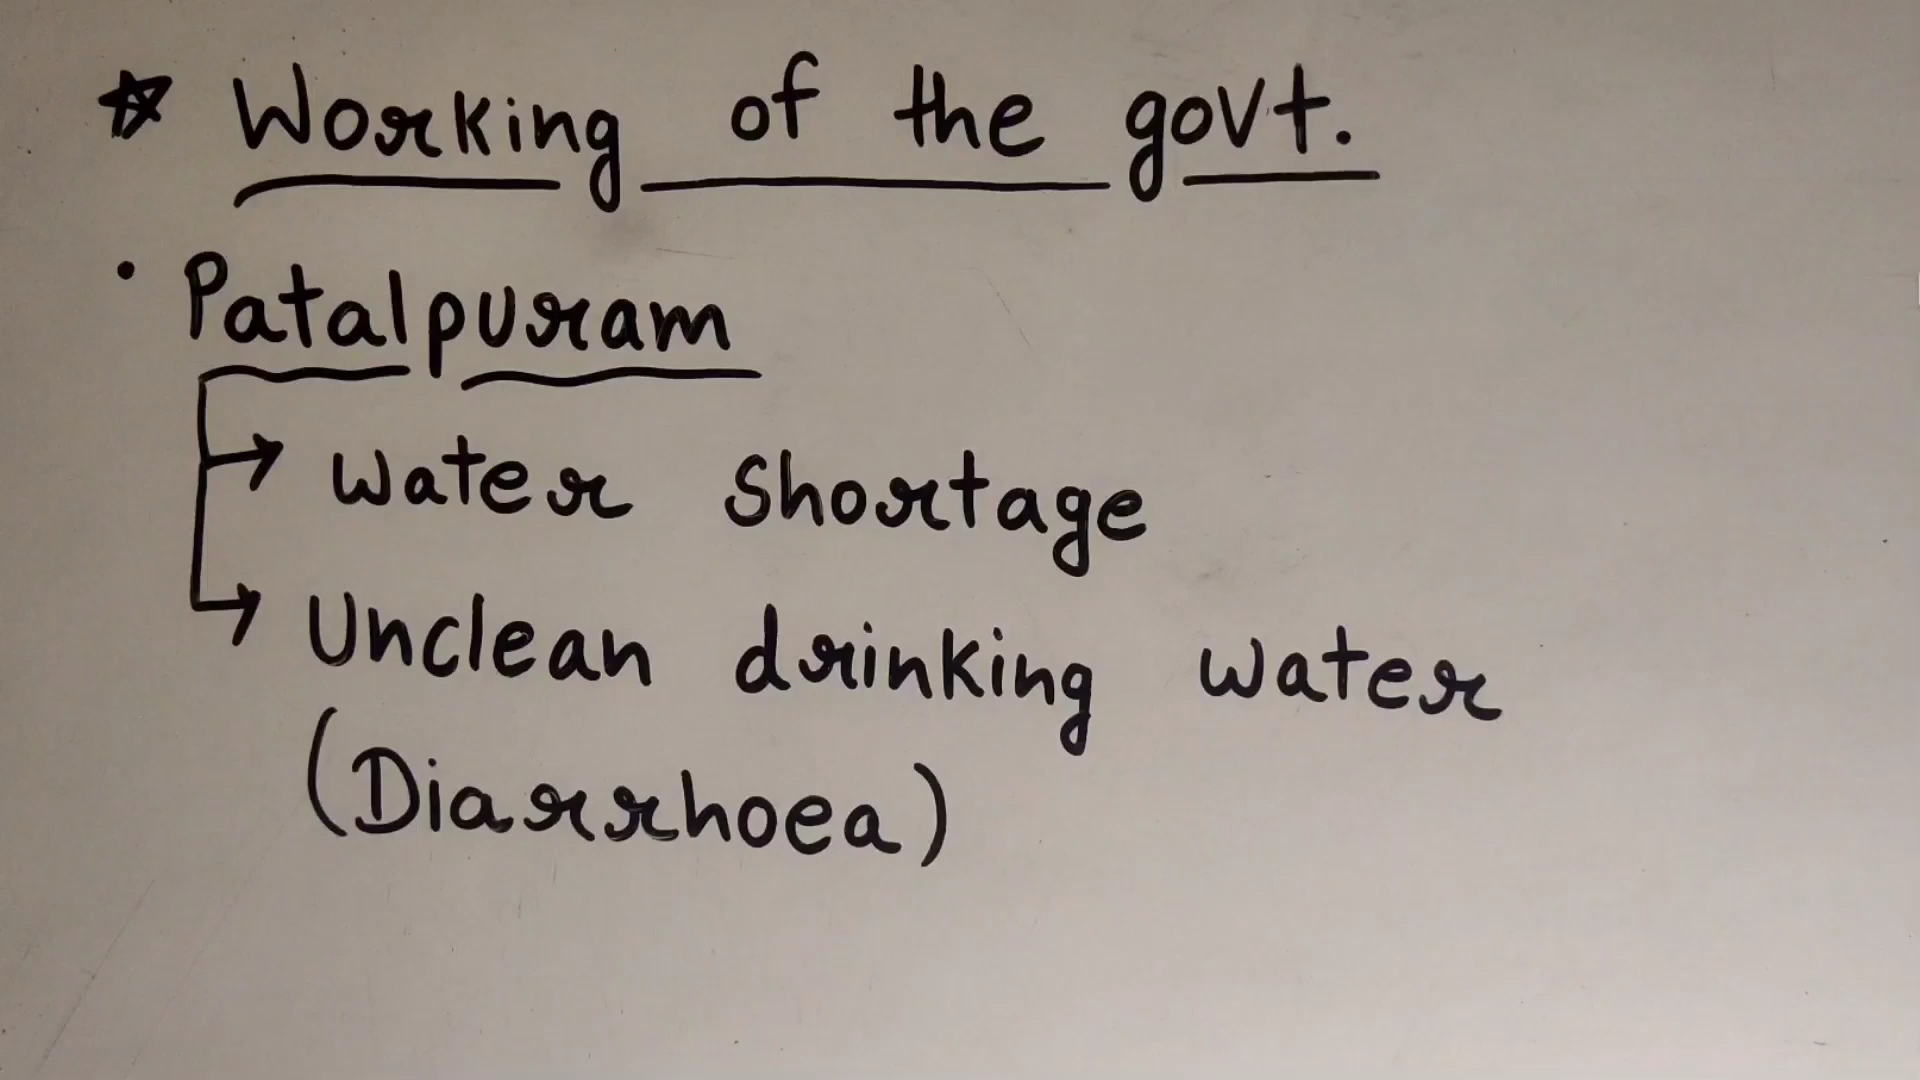 ☆ Working of the govt.
• Patalpuram
→ Water Shortage
→ Unclean drinking water
(Diarrhoea)